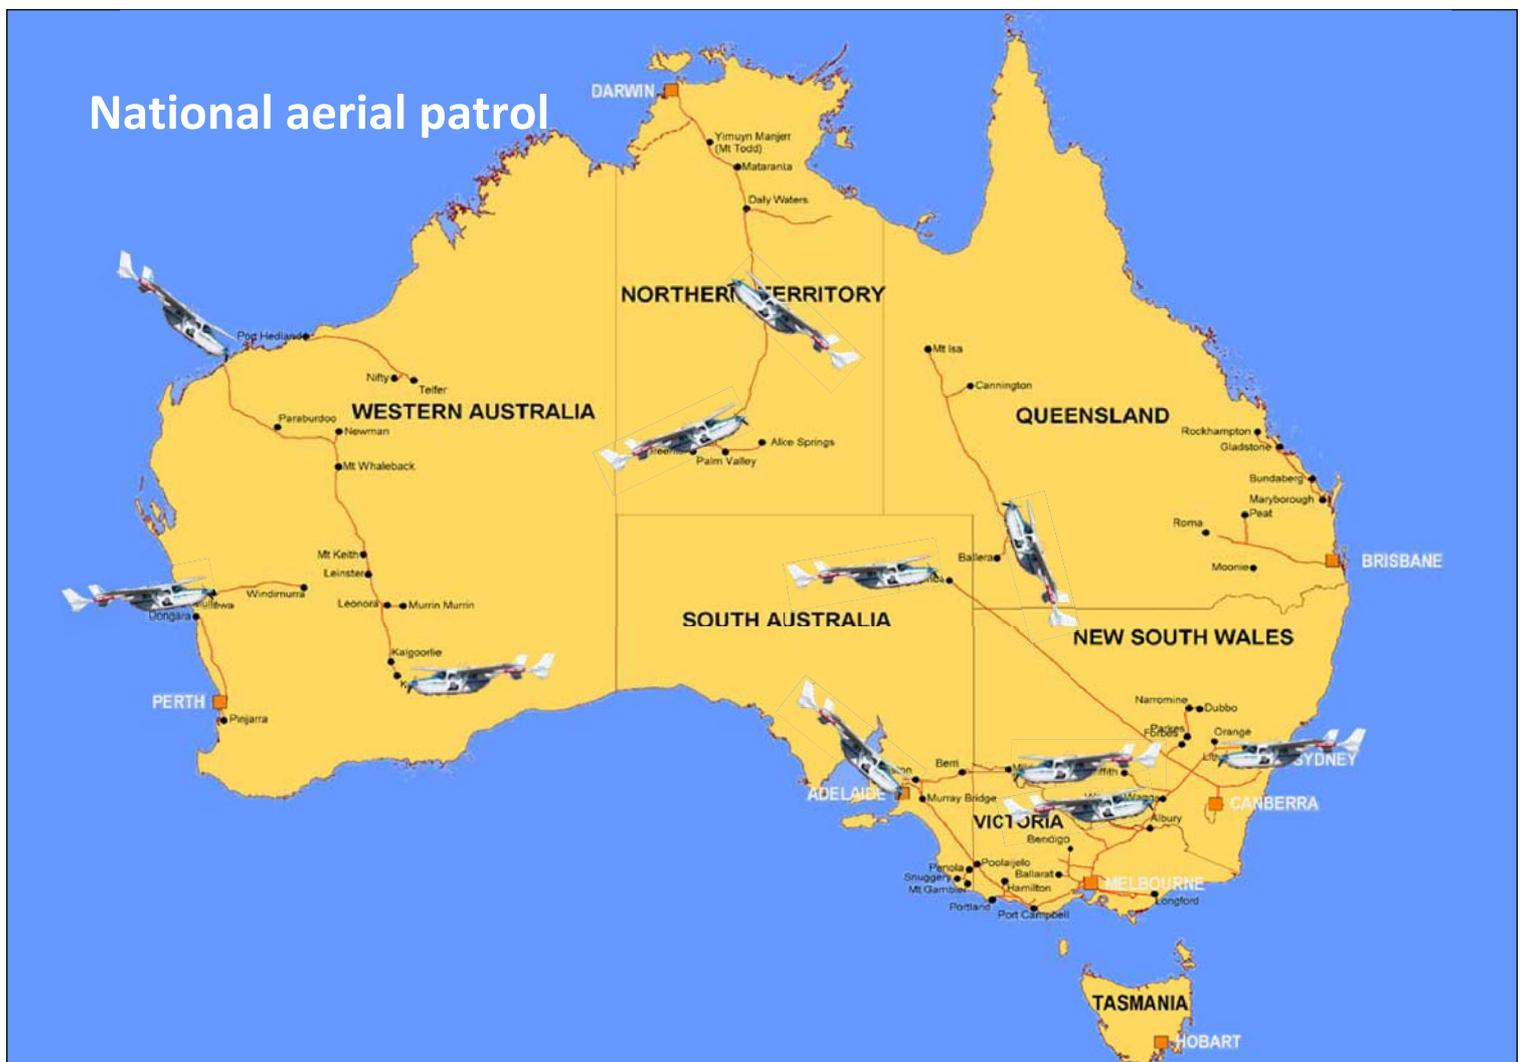 National aerial patrol
DARWIN
Yimuyn Manjerr
(Mt Todd)
Mataranka
Daly Waters
NORTHERN TERRITORY
Port Hedland
Nifty
Telfer
WESTERN AUSTRALIA
Paraburdoo
Newman
Mt Whaleback
Alice Springs
Palm Valley
Mt Isa
Cannington
QUEENSLAND
Rockhampton
Gladstone
Bundaberg
Maryborough
Peat
Roma
Moonie
BRISBANE
Ballera
Mt Keith
Leinster
Windimurra
Leonora
Murrin Murrin
Dongara
SOUTH AUSTRALIA
NEW SOUTH WALES
Kalgoorlie
PERTH
Pinjarra
Narromine
Dubbo
Parkes
Forbes
Orange
SYDNEY
Berri
ADELAIDE
Murray Bridge
CANBERRA
VICTORIA
Albury
Bendigo
Penola
Poolaijelo
Snuggery
Mt Gambier
Ballarat
Hamilton
MELBOURNE
Longford
Portland
Port Campbell
TASMANIA
HOBART